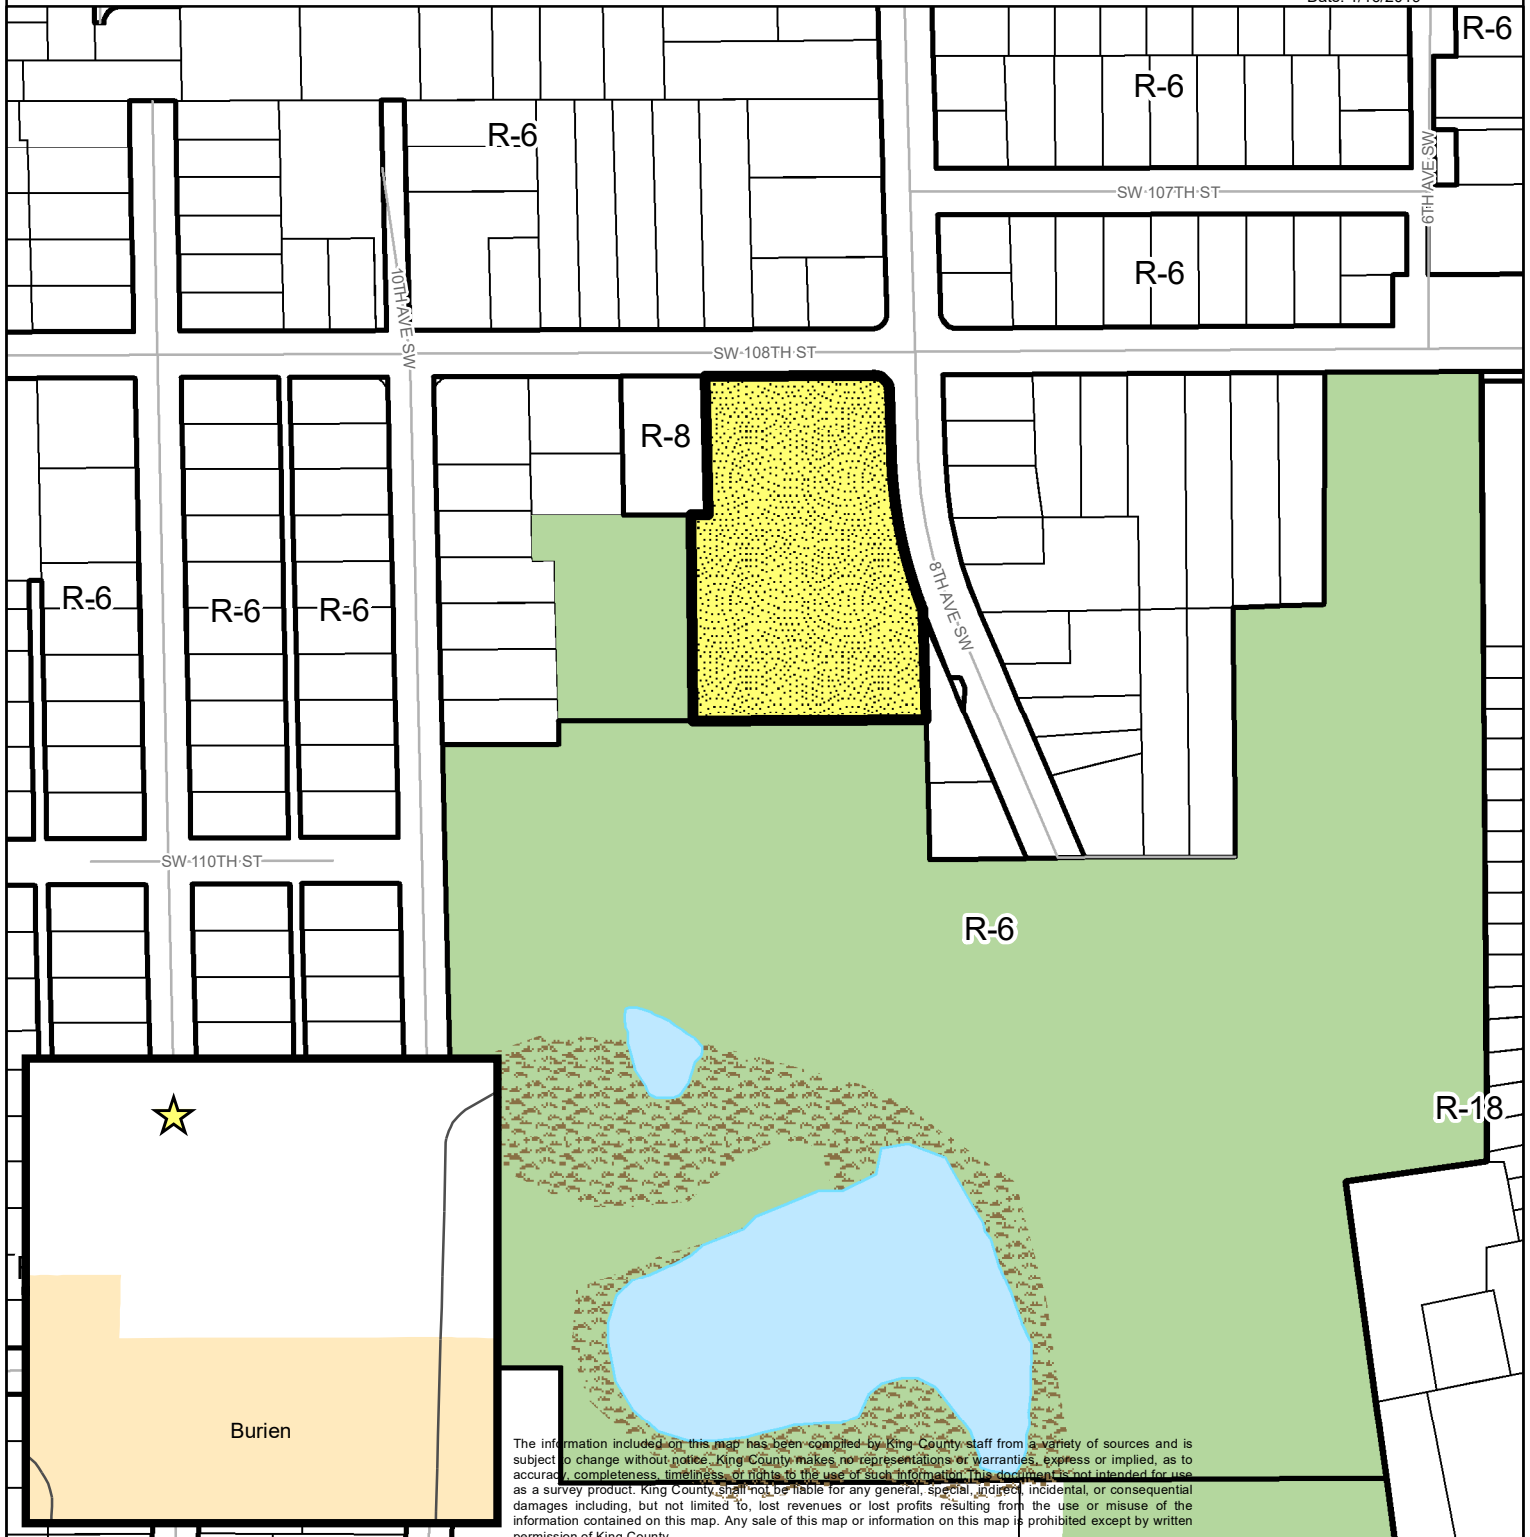 R-6
R-6
R-6
SW 107TH ST
6TH AVE SW
R-6
10TH AVE SW
SW 108TH ST
R-8
8TH AVE SW
R-6
R-6
R-6
SW 110TH ST
R-6
R-18
Burien
The information included on this map has been compiled by King County staff from a variety of sources and is
subject to change without notice. King County makes no representations or warranties, express or implied, as to
accuracy, completeness, timeliness, or rights to the use of such information. This document is not intended for use
as a survey product. King County shall not be liable for any general, special, indirect, incidental, or consequential
damages including, but not limited to, lost revenues or lost profits resulting from the use or misuse of the
information contained on this map. Any sale of this map or information on this map is prohibited except by written
permission of King County.